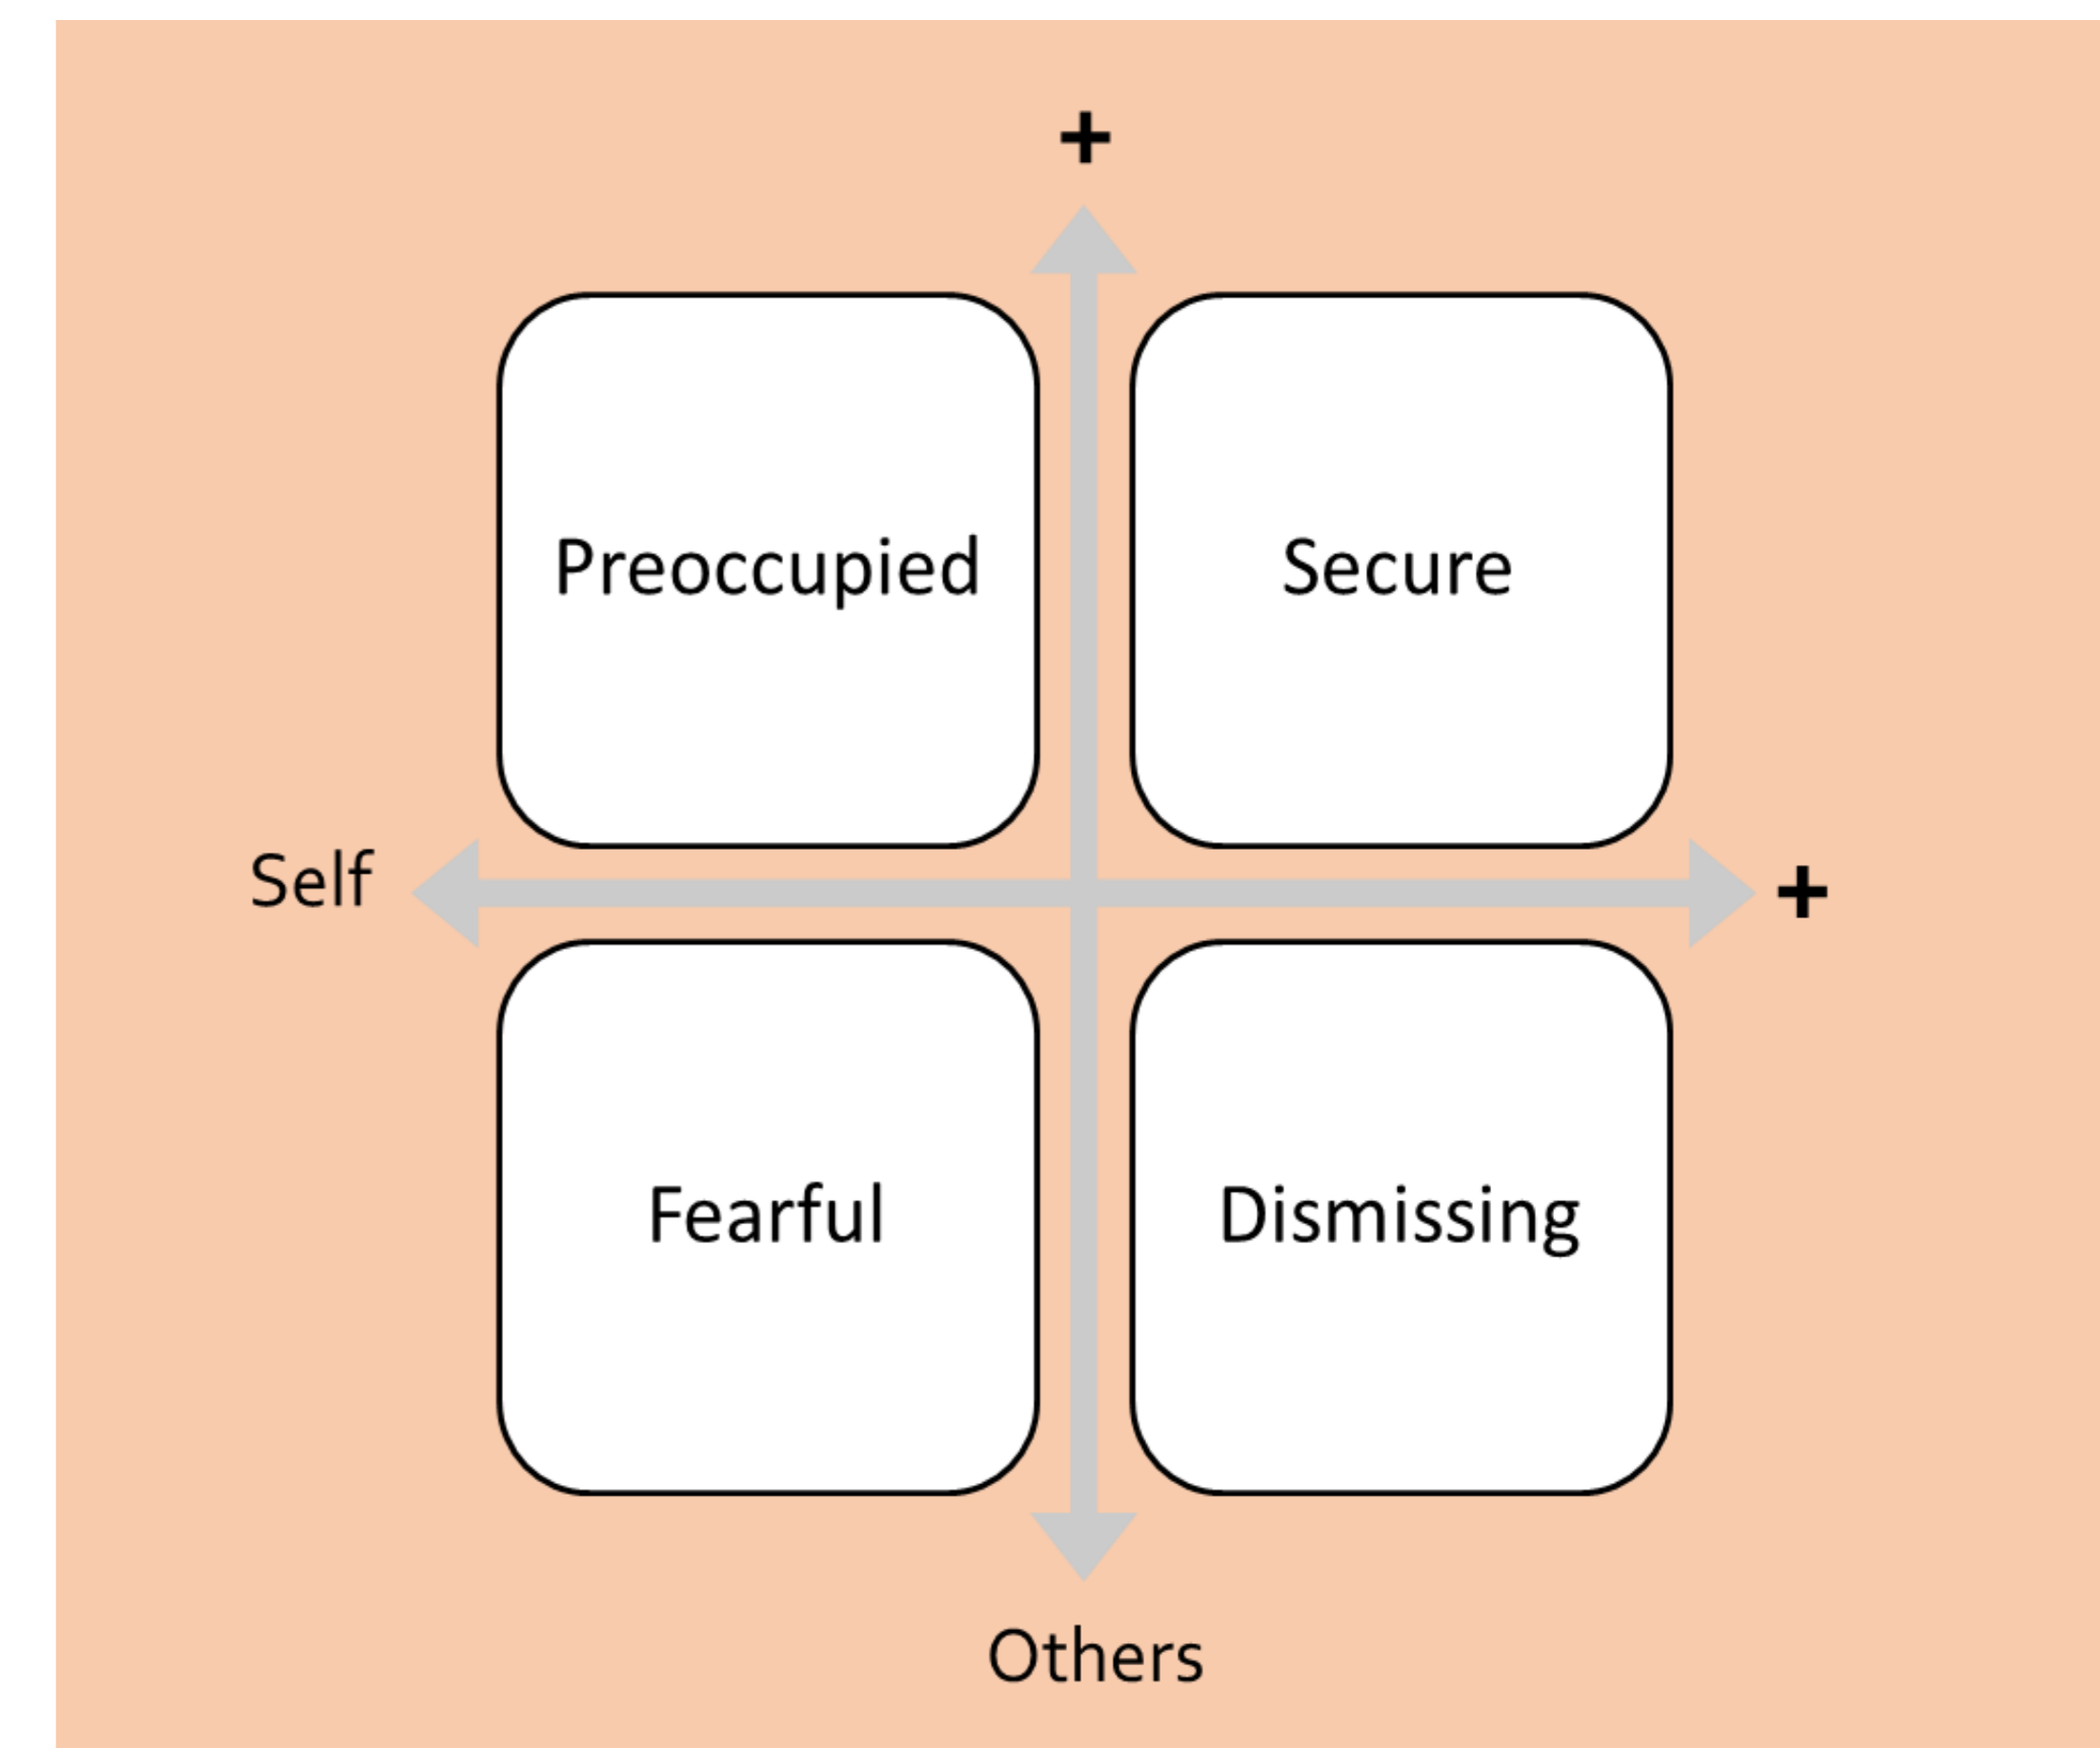 +
Preoccupied
Secure
Self
+
Fearful
Dismissing
Others